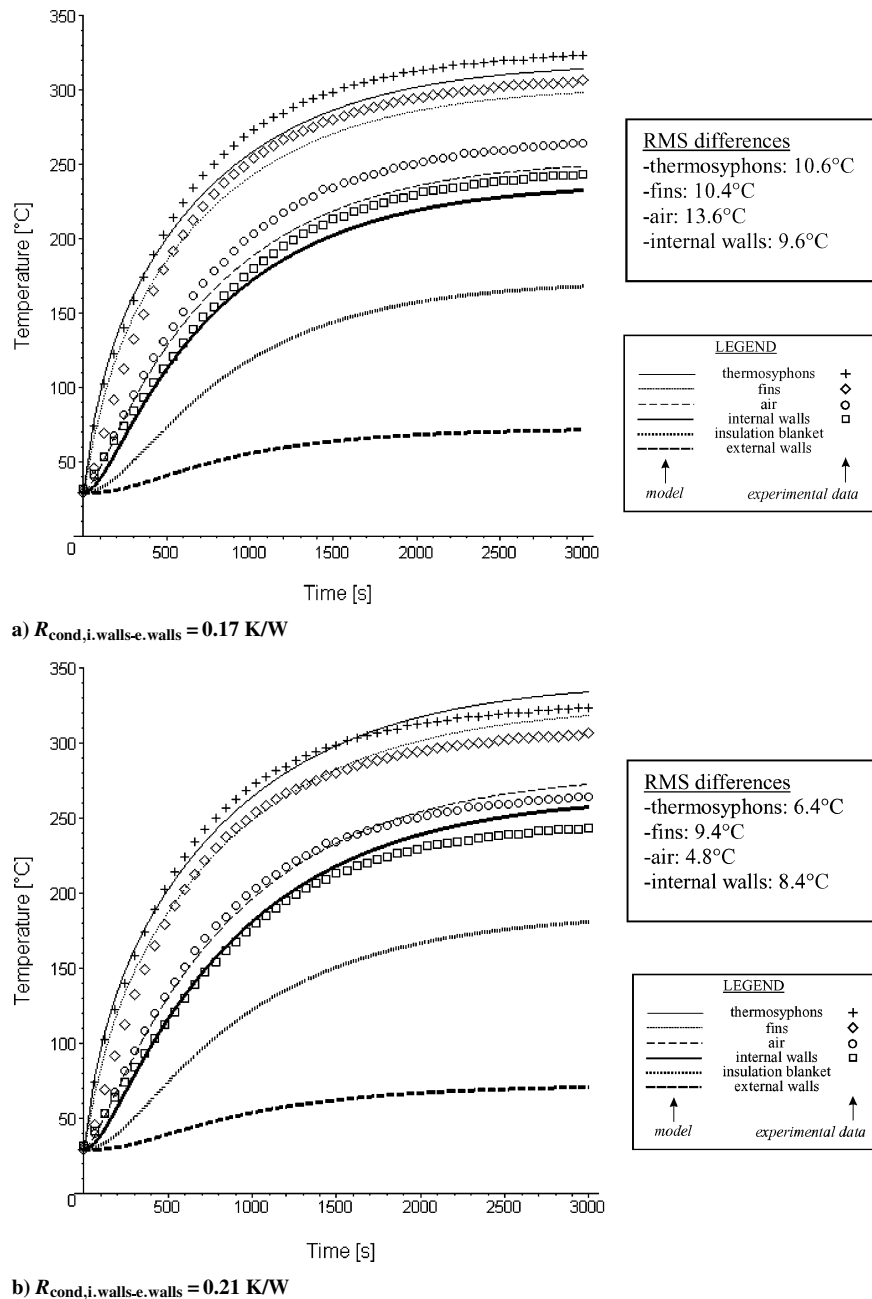 350
300
250
200
150
100
50
0
500
1000
1500
2000
2500
3000
Temperature [°C]
Time [s]
RMS differences
-thermosyphons: 10.6°C
-fins: 10.4°C
-air: 13.6°C
-internal walls: 9.6°C
LEGEND
thermosyphons
fins
air
internal walls
insulation blanket
external walls
model
experimental data
a) Rcond,i.walls-e.walls = 0.17 K/W
350
300
250
200
150
100
50
0
500
1000
1500
2000
2500
3000
Temperature [°C]
Time [s]
RMS differences
-thermosyphons: 6.4°C
-fins: 9.4°C
-air: 4.8°C
-internal walls: 8.4°C
LEGEND
thermosyphons
fins
air
internal walls
insulation blanket
external walls
model
experimental data
b) Rcond,i.walls-e.walls = 0.21 K/W